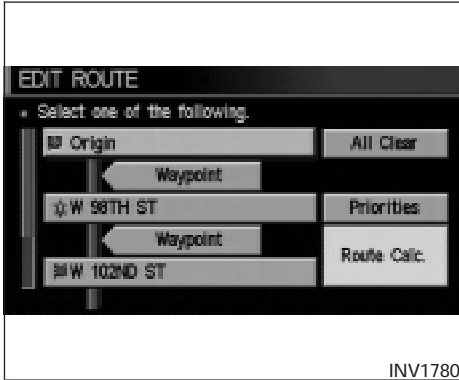 EDIT ROUTE
Select one of the following.
Origin
All Clear
Waypoint
W 98TH ST
Priorities
Waypoint
Route Calc.
W 102ND ST
INV1780